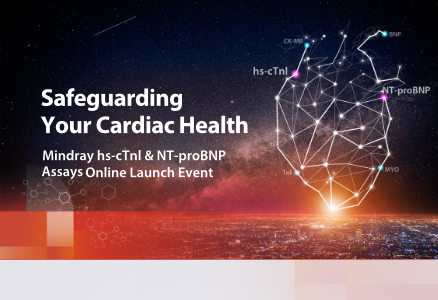 CK-MB
BNP
hs-cTnI
NT-proBNP
Safeguarding
Your Cardiac Health
Mindray hs-cTnI & NT-proBNP
Assays Online Launch Event
TnT
MYO